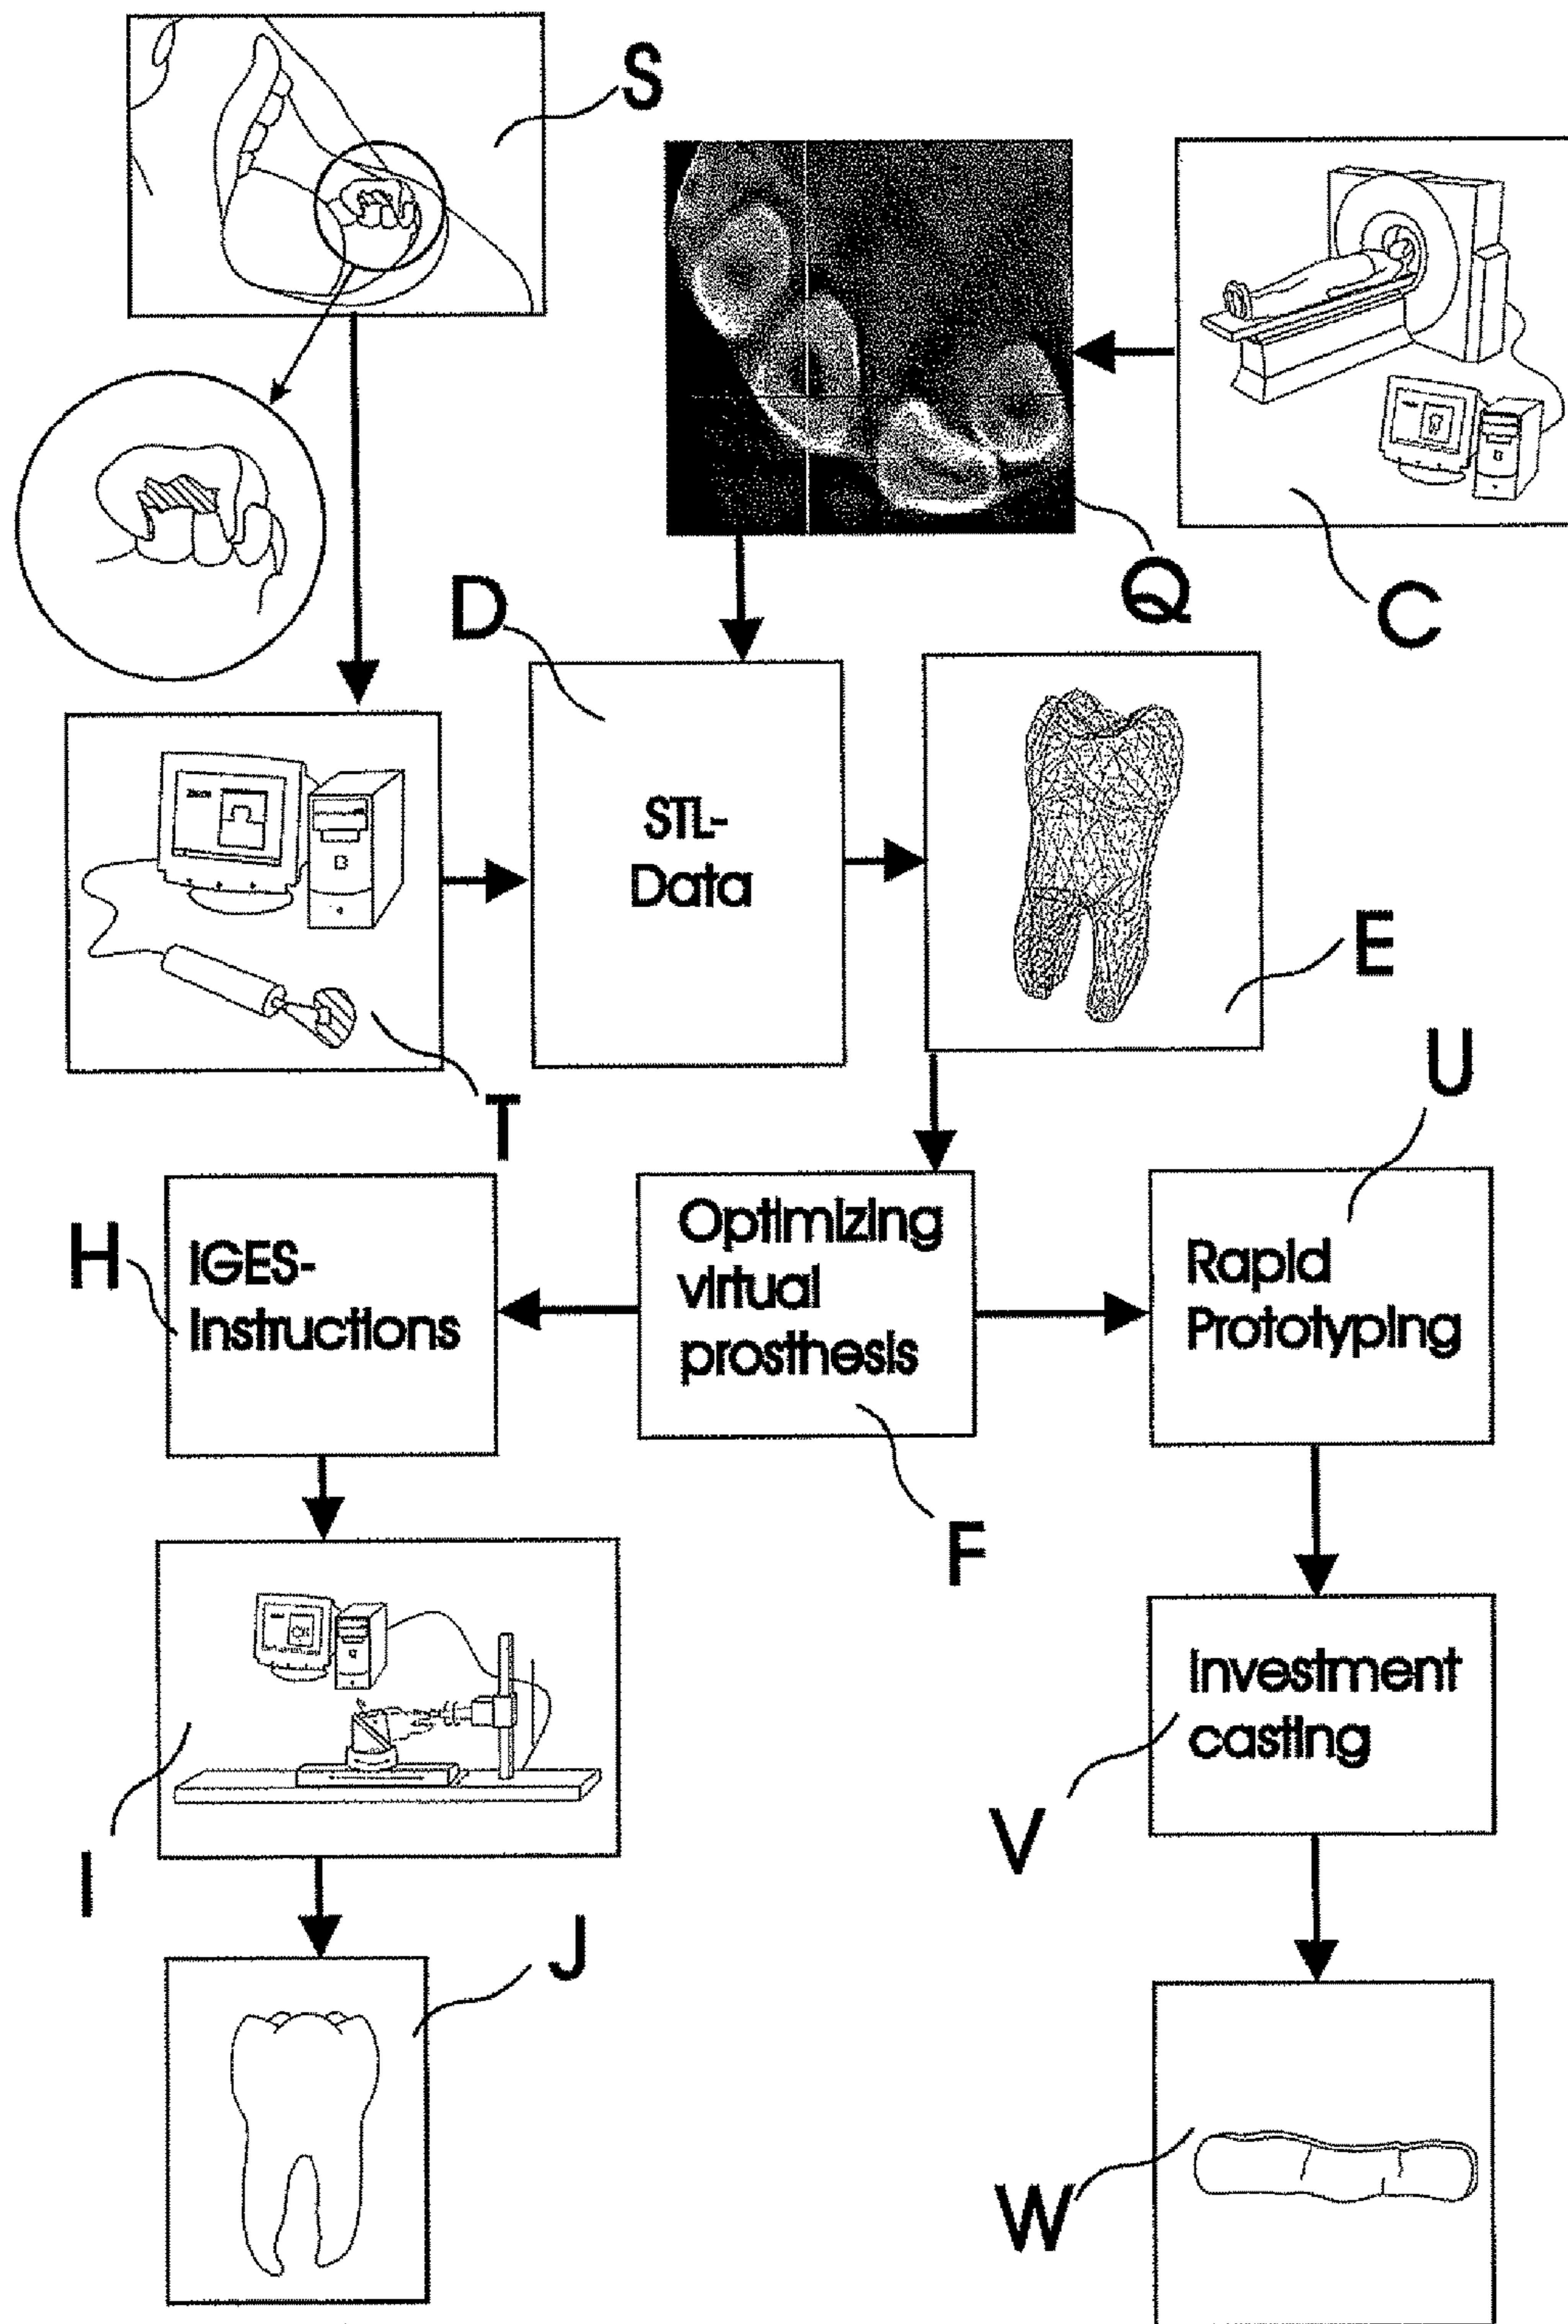 S
Q
C
D
STL-
Data
E
T
U
H
IGES-
Instructions
Optimizing
virtual
prosthesis
Rapid
Prototyping
F
I
Investment
casting
V
J
W